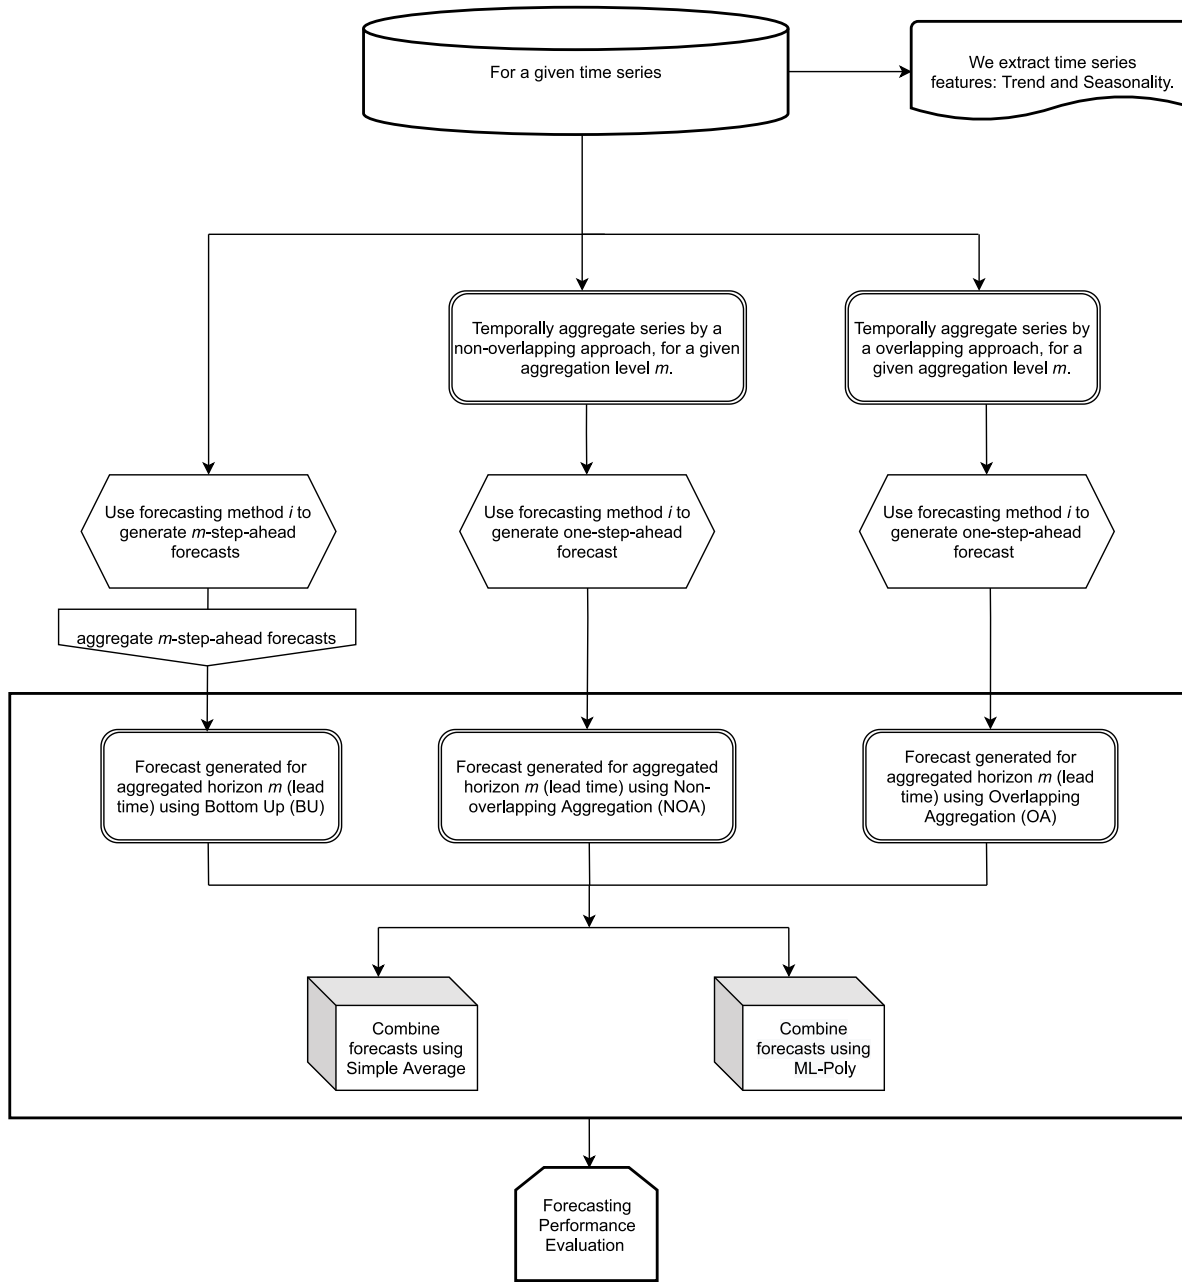 For a given time series
We extract time series
features: Trend and Seasonality.
Temporally aggregate series by a
non-overlapping approach, for a given
aggregation level m.
Temporally aggregate series by
a overlapping approach, for a
given aggregation level m.
Use forecasting method i to
generate m-step-ahead
forecasts
Use forecasting method i to
generate one-step-ahead
forecast
Use forecasting method i to
generate one-step-ahead
forecast
aggregate m-step-ahead forecasts
Forecast generated for
aggregated horizon m (lead
time) using Bottom Up (BU)
Forecast generated for aggregated
horizon m (lead time) using Non-
overlapping Aggregation (NOA)
Forecast generated for
aggregated horizon m (lead
time) using Overlapping
Aggregation (OA)
Combine
forecasts using
Simple Average
Combine
forecasts using
ML-Poly
Forecasting
Performance
Evaluation